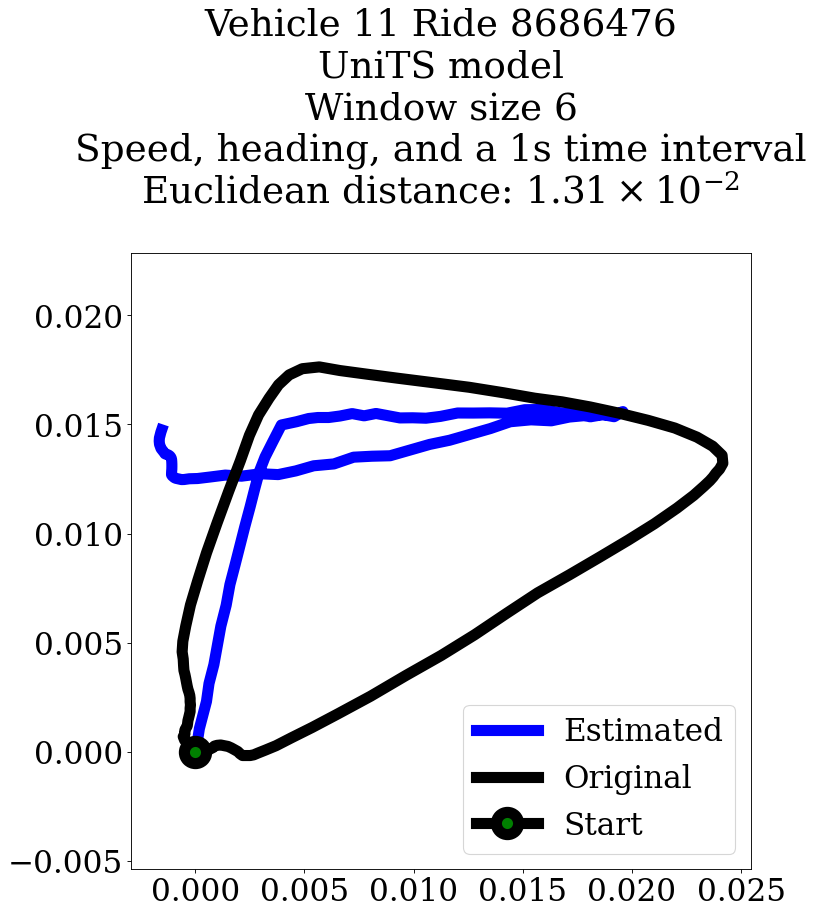 Vehicle 11 Ride 8686476
UniTS model
Window size 6
Speed, heading, and a 1s time interval
Euclidean distance: 1.31 × 10⁻²
0.020
0.015
0.010
0.005
0.000
−0.005
Estimated
Original
Start
0.000 0.005 0.010 0.015 0.020 0.025